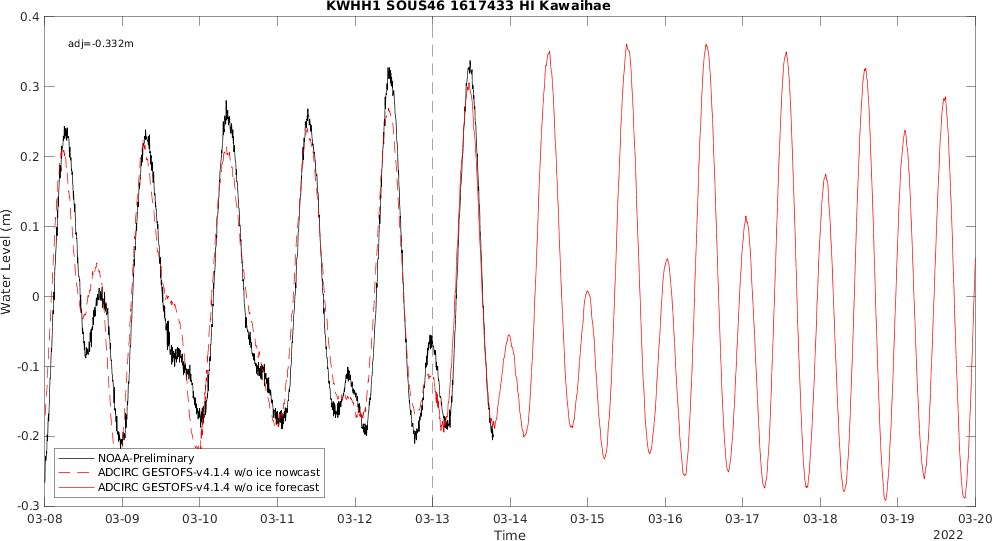 KWHH1 SOUS46 1617433 HI Kawaihae
adj=-0.332m
0.4
0.3
0.2
0.1
0
-0.1
-0.2
-0.3
Water Level (m)
NOAA-Preliminary
ADCIRC GESTOFS-v4.1.4 w/o ice nowcast
ADCIRC GESTOFS-v4.1.4 w/o ice forecast
03-08 03-09 03-10 03-11 03-12 03-13 03-14 03-15 03-16 03-17 03-18 03-19 03-20
Time
2022